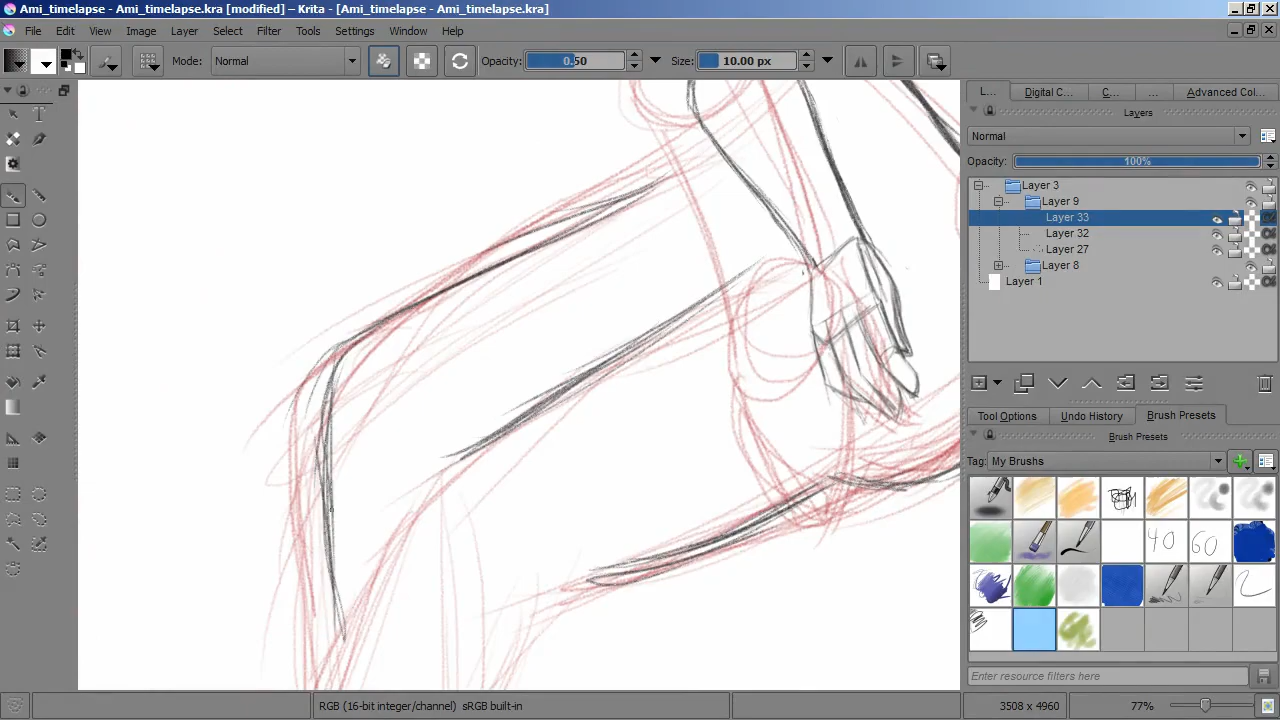 Ami_timelapse - Ami_timelapse.kra [modified] – Krita - [Ami_timelapse - Ami_timelapse.kra]
File Edit View Image Layer Select Filter Tools Settings Window Help
Mode: Normal Opacity: 0.50 Size: 10.00 px
L... Digital C... C... ... Advanced Col...
Layers
Normal
Opacity: 100%
Layer 3
Layer 9
Layer 33
Layer 32
Layer 27
Layer 8
Layer 1
Tool Options Undo History Brush Presets
Brush Presets
Tag: My Brushs
40 60
Enter resource filters here
RGB (16-bit integer/channel) sRGB built-in 3508 x 4960 77%